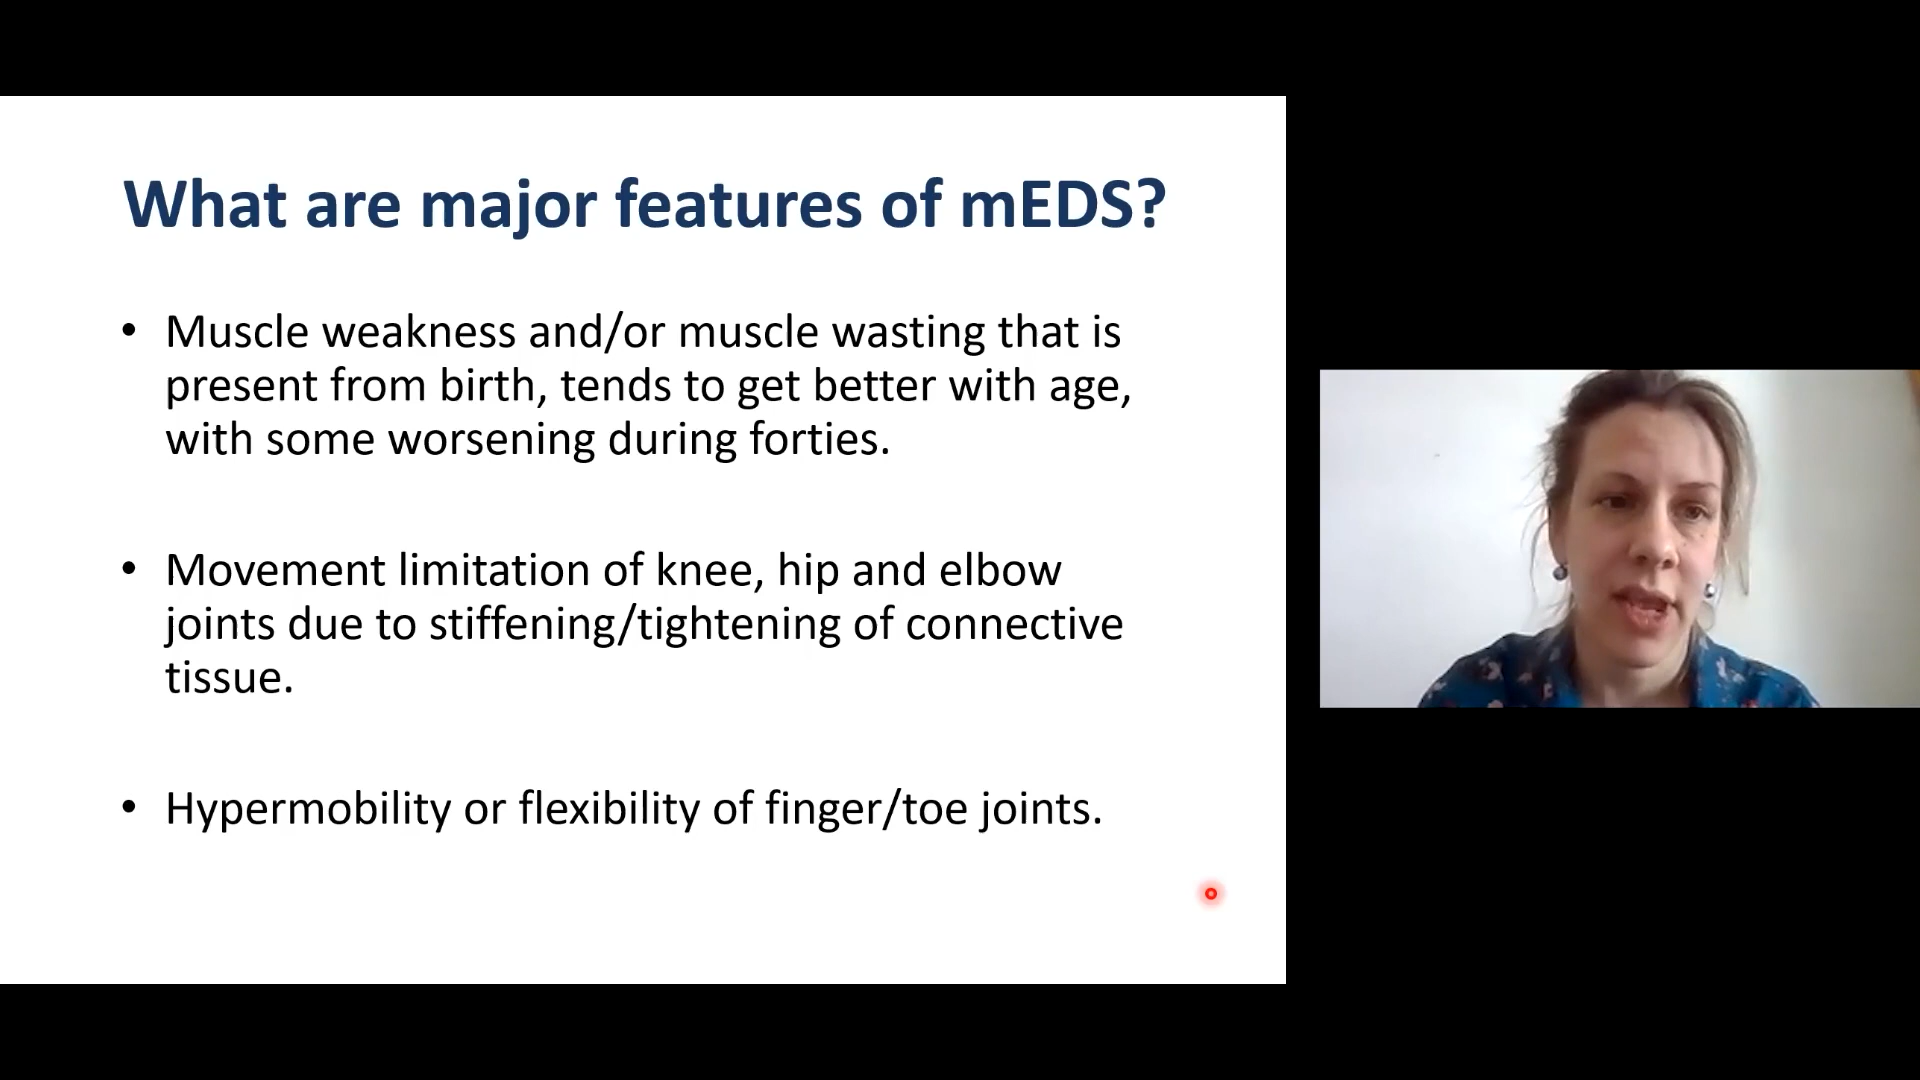 What are major features of mEDS?
• Muscle weakness and/or muscle wasting that is
present from birth, tends to get better with age,
with some worsening during forties.
• Movement limitation of knee, hip and elbow
joints due to stiffening/tightening of connective
tissue.
• Hypermobility or flexibility of finger/toe joints.